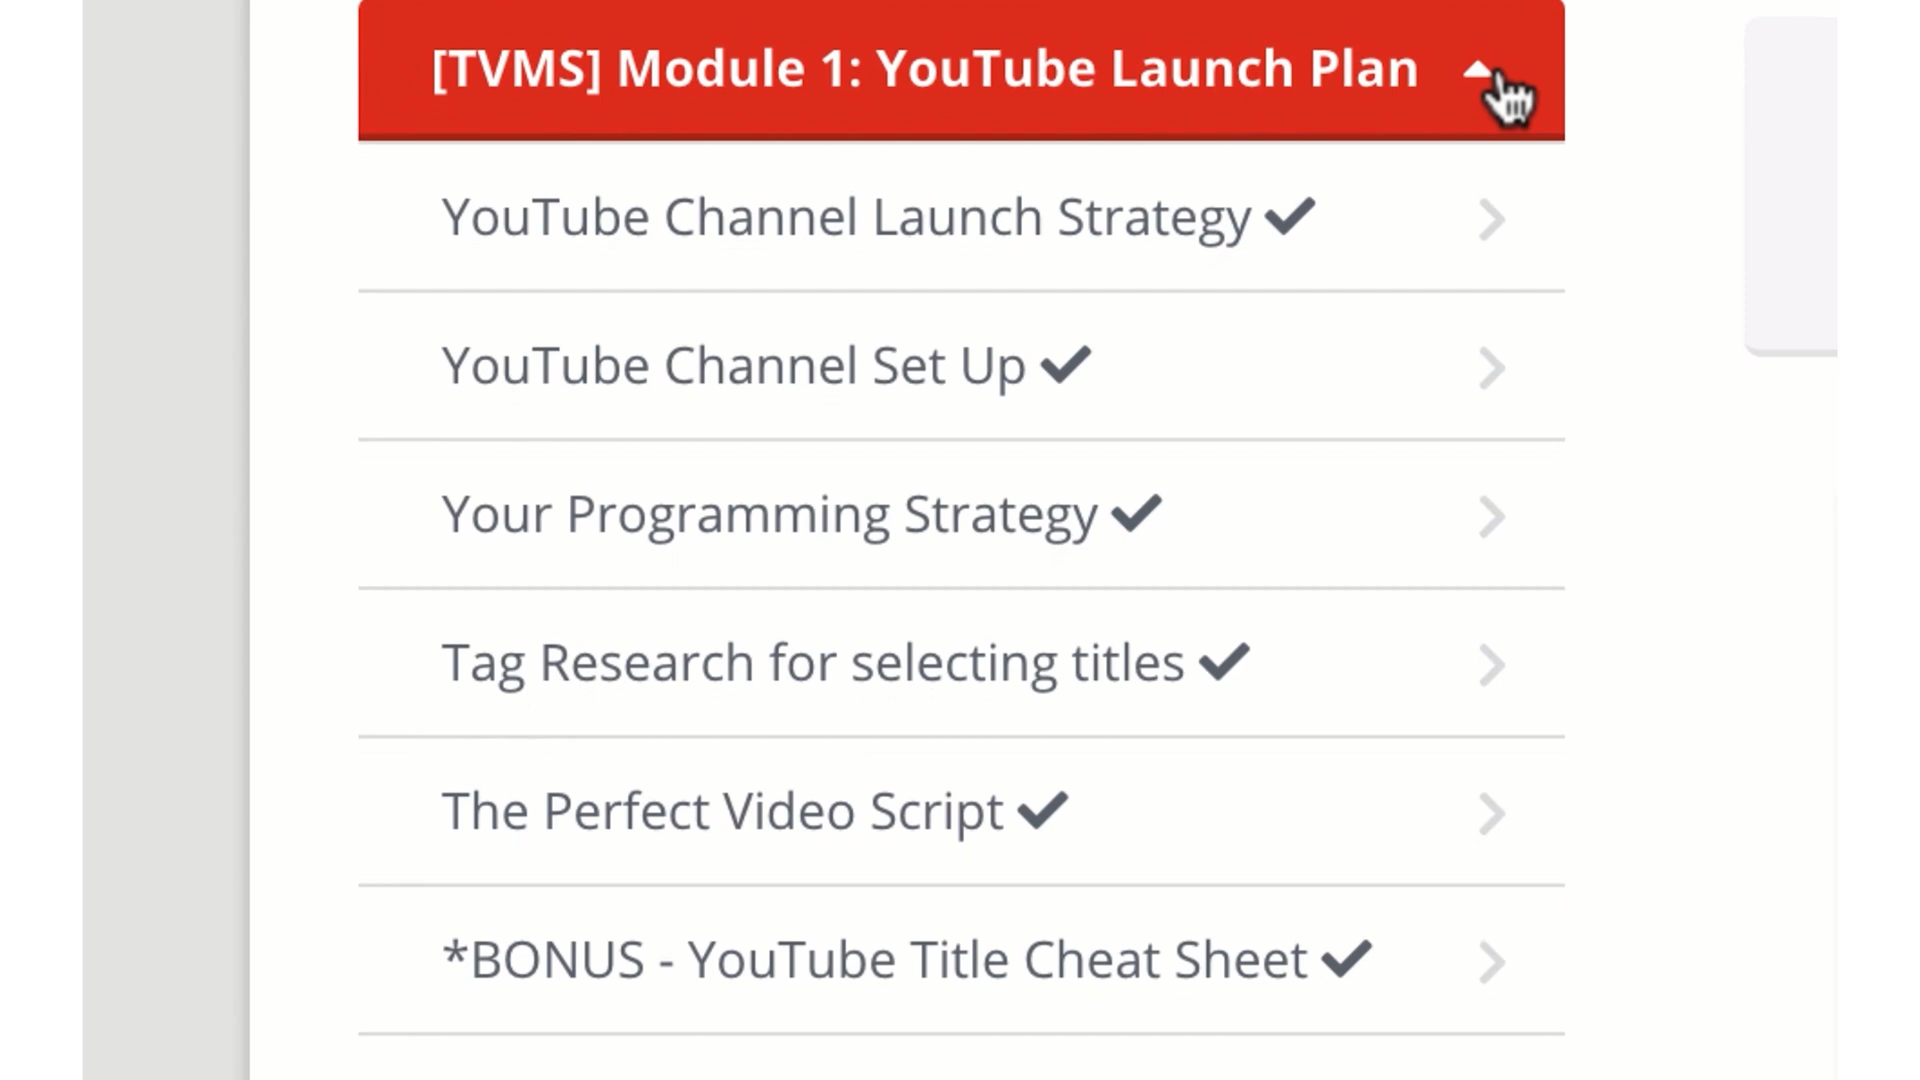 [TVMS] Module 1: YouTube Launch Plan
YouTube Channel Launch Strategy ✔
YouTube Channel Set Up ✔
Your Programming Strategy ✔
Tag Research for selecting titles ✔
The Perfect Video Script ✔
*BONUS - YouTube Title Cheat Sheet ✔